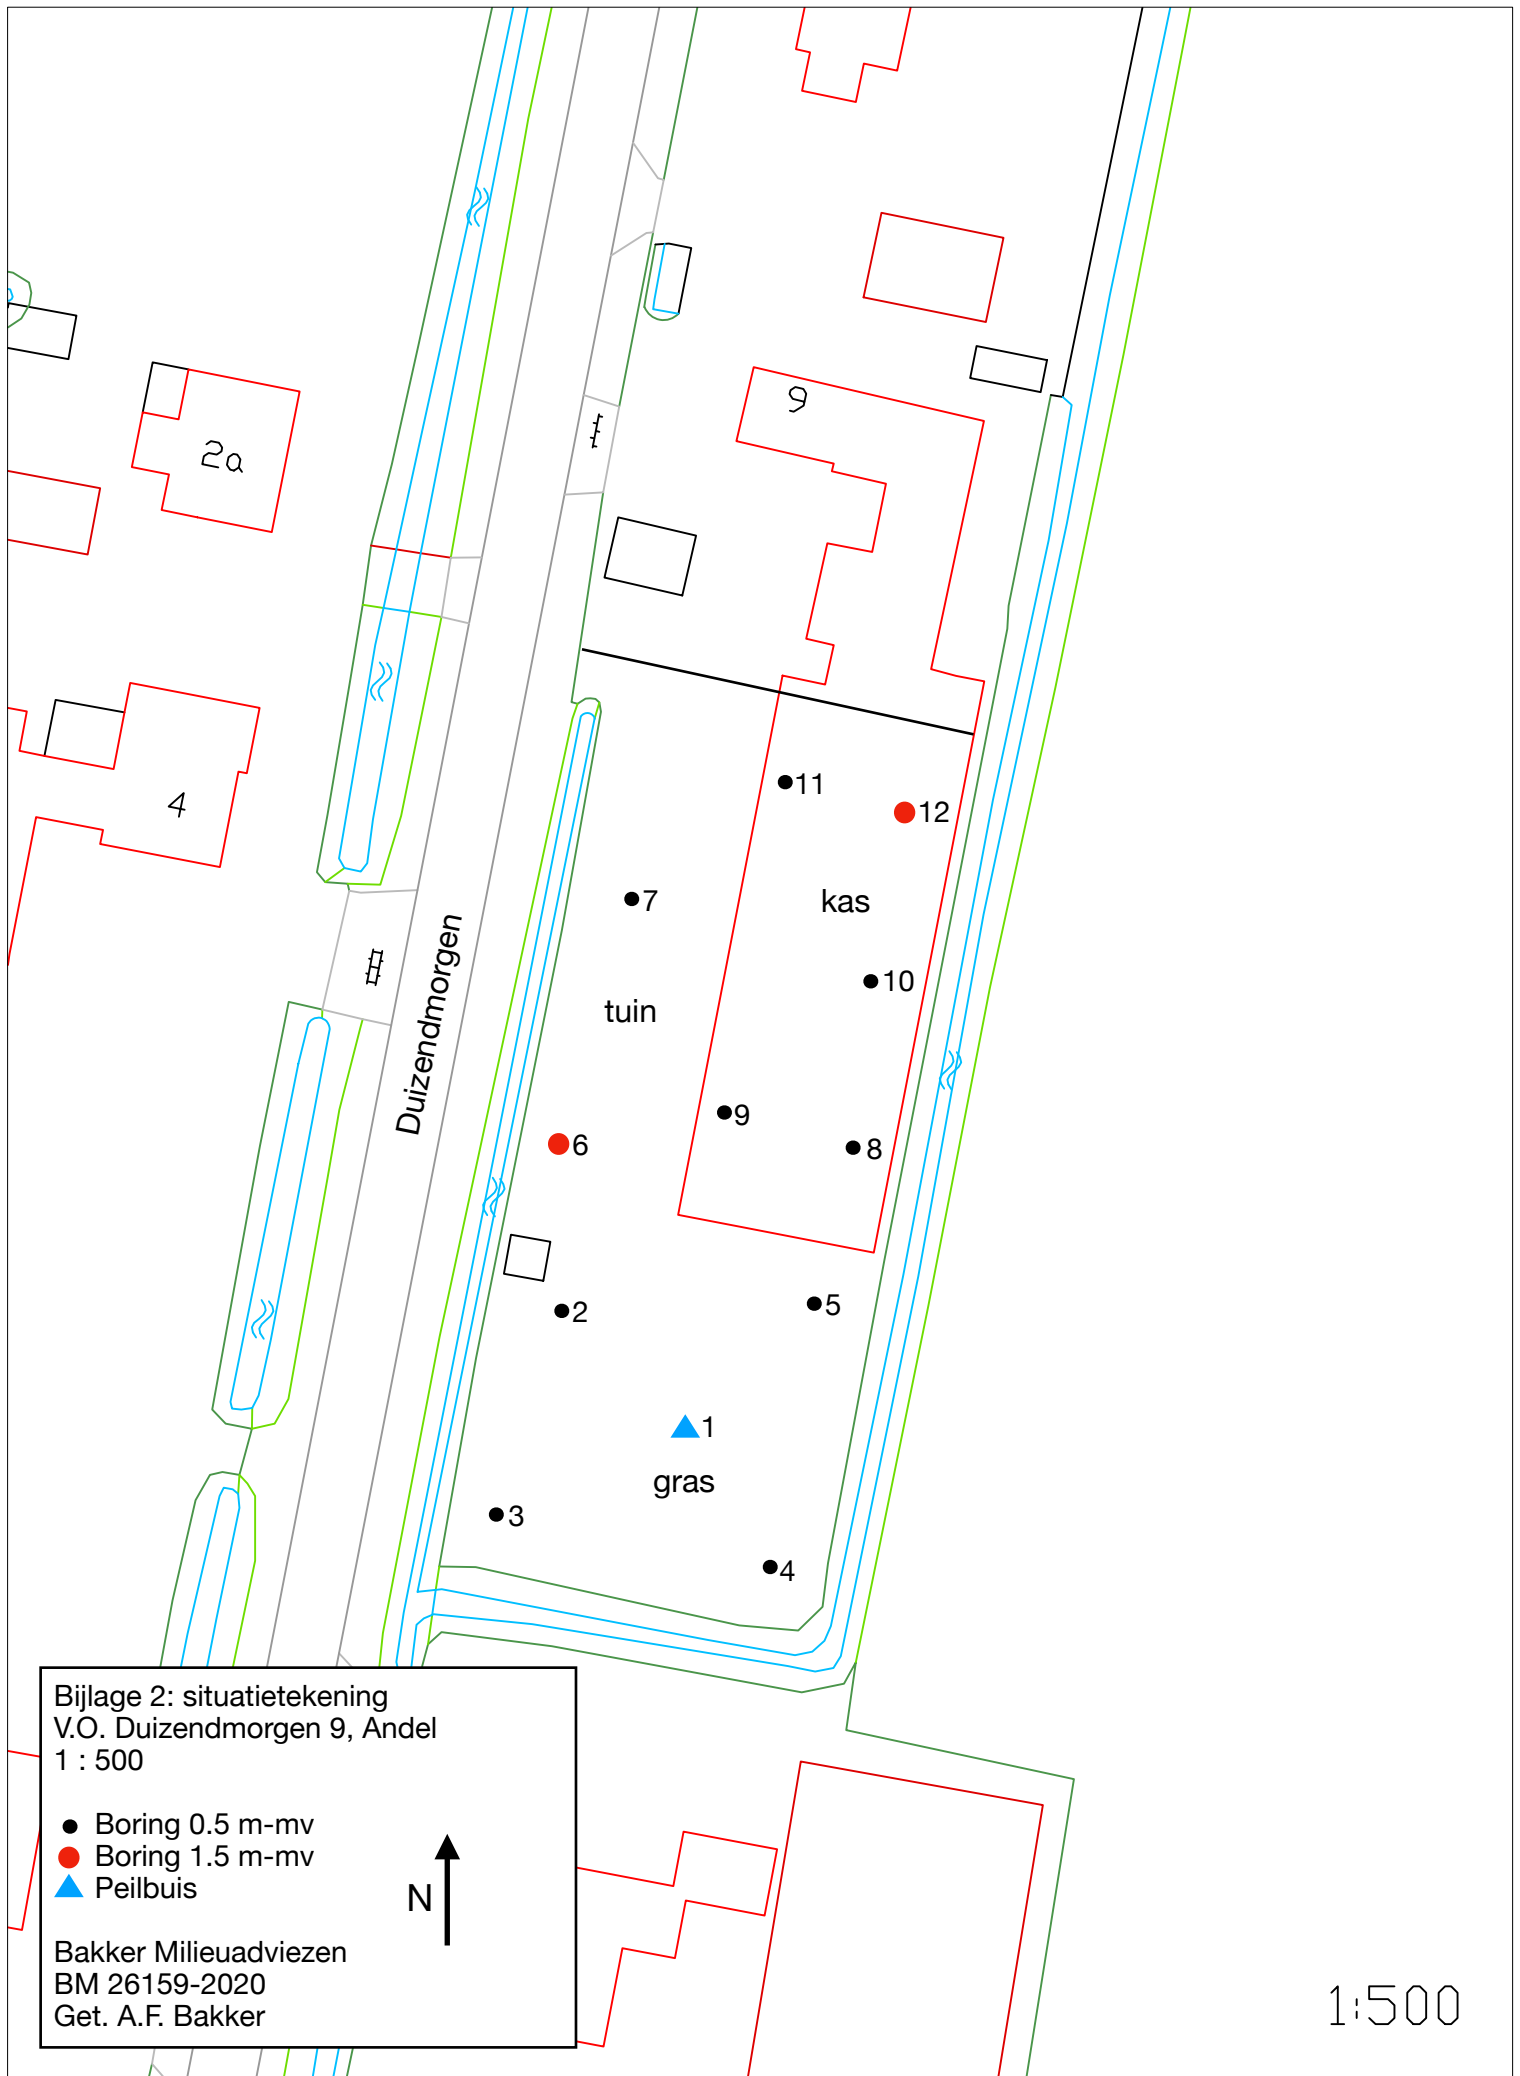 9
2a
4
11
12
7
kas
10
tuin
Duizendmorgen
9
8
6
2
5
1
gras
3
4
Bijlage 2: situatietekening
V.O. Duizendmorgen 9, Andel
1 : 500
Boring 0.5 m-mv
Boring 1.5 m-mv
Peilbuis
N
Bakker Milieuadviezen
BM 26159-2020
Get. A.F. Bakker
1:500